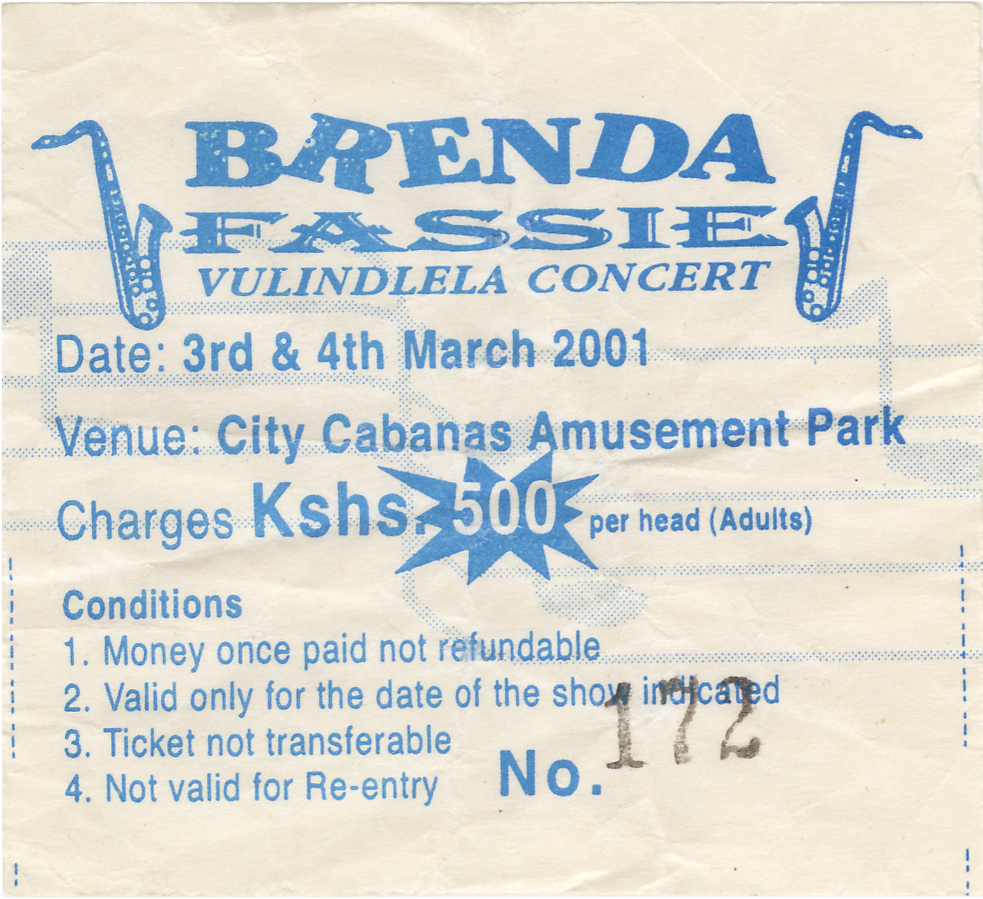 BRENDA
FASSIE
VULINDLELA CONCERT
Date: 3rd & 4th March 2001
Venue: City Cabanas Amusement Park
Charges Kshs. 500 per head (Adults)
Conditions
1. Money once paid not refundable
2. Valid only for the date of the show indicated
3. Ticket not transferable
4. Not valid for Re-entry
No. 172